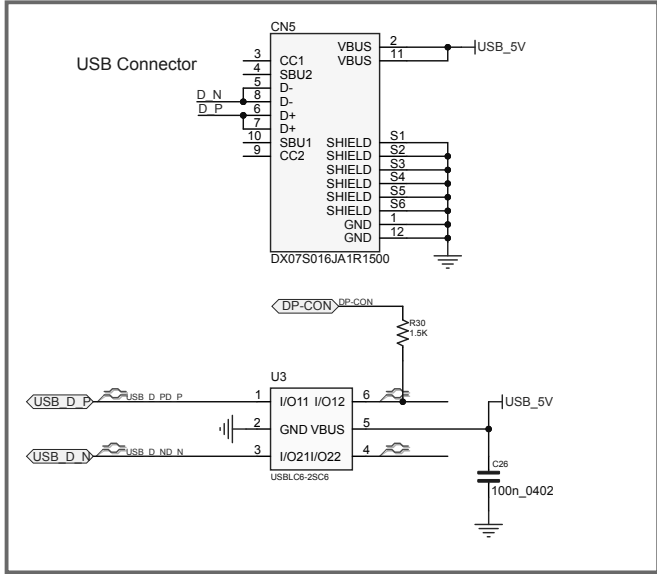 CN5
USB Connector
2 VBUS USB_5V
11 VBUS
3 CC1
4 SBU2
5 D-
D_N 8 D-
D_P 6 D+
7 D+
10 SBU1 SHIELD S1
9 CC2 SHIELD S2
SHIELD S3
SHIELD S4
SHIELD S5
SHIELD S6
GND 1
GND 12
DX07S016JA1R1500
DP-CON DP-CON
R30
1.5K
U3
USB_D_P USB_D_PD_P 1 I/O11 I/O12 6
USB_5V
2 GND VBUS 5
USB_D_N USB_D_ND_N 3 I/O21I/O22 4
USBLC6-2SC6
C26
100n_0402